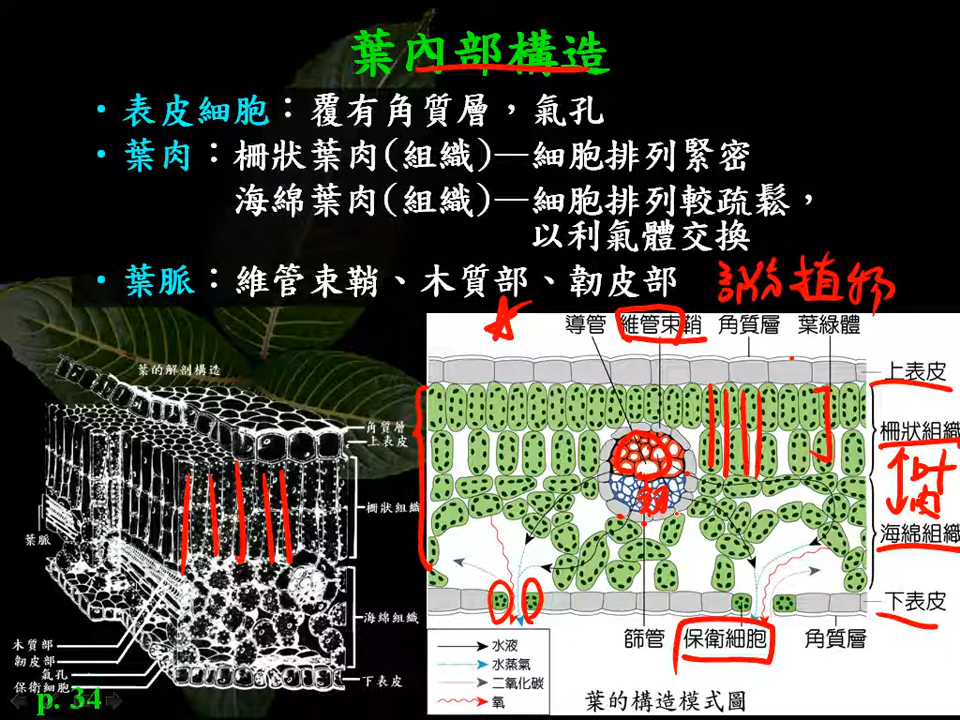 葉內部構造
• 表皮細胞：覆有角質層，氣孔
• 葉肉：柵狀葉肉(組織)—細胞排列緊密
海綿葉肉(組織)—細胞排列較疏鬆，
以利氣體交換
• 葉脈：維管束鞘、木質部、韌皮部
植物
導管 維管束鞘 角質層 葉綠體
上表皮
柵狀組織
葉肉
海綿組織
下表皮
韌
篩管 保衛細胞 角質層
水液
水蒸氣
二氧化碳
氧
葉的構造模式圖
葉的解剖構造
角質層
上表皮
柵狀組織
葉脈
海綿組織
木質部
韌皮部
氣孔
保衛細胞
下表皮
p. 34